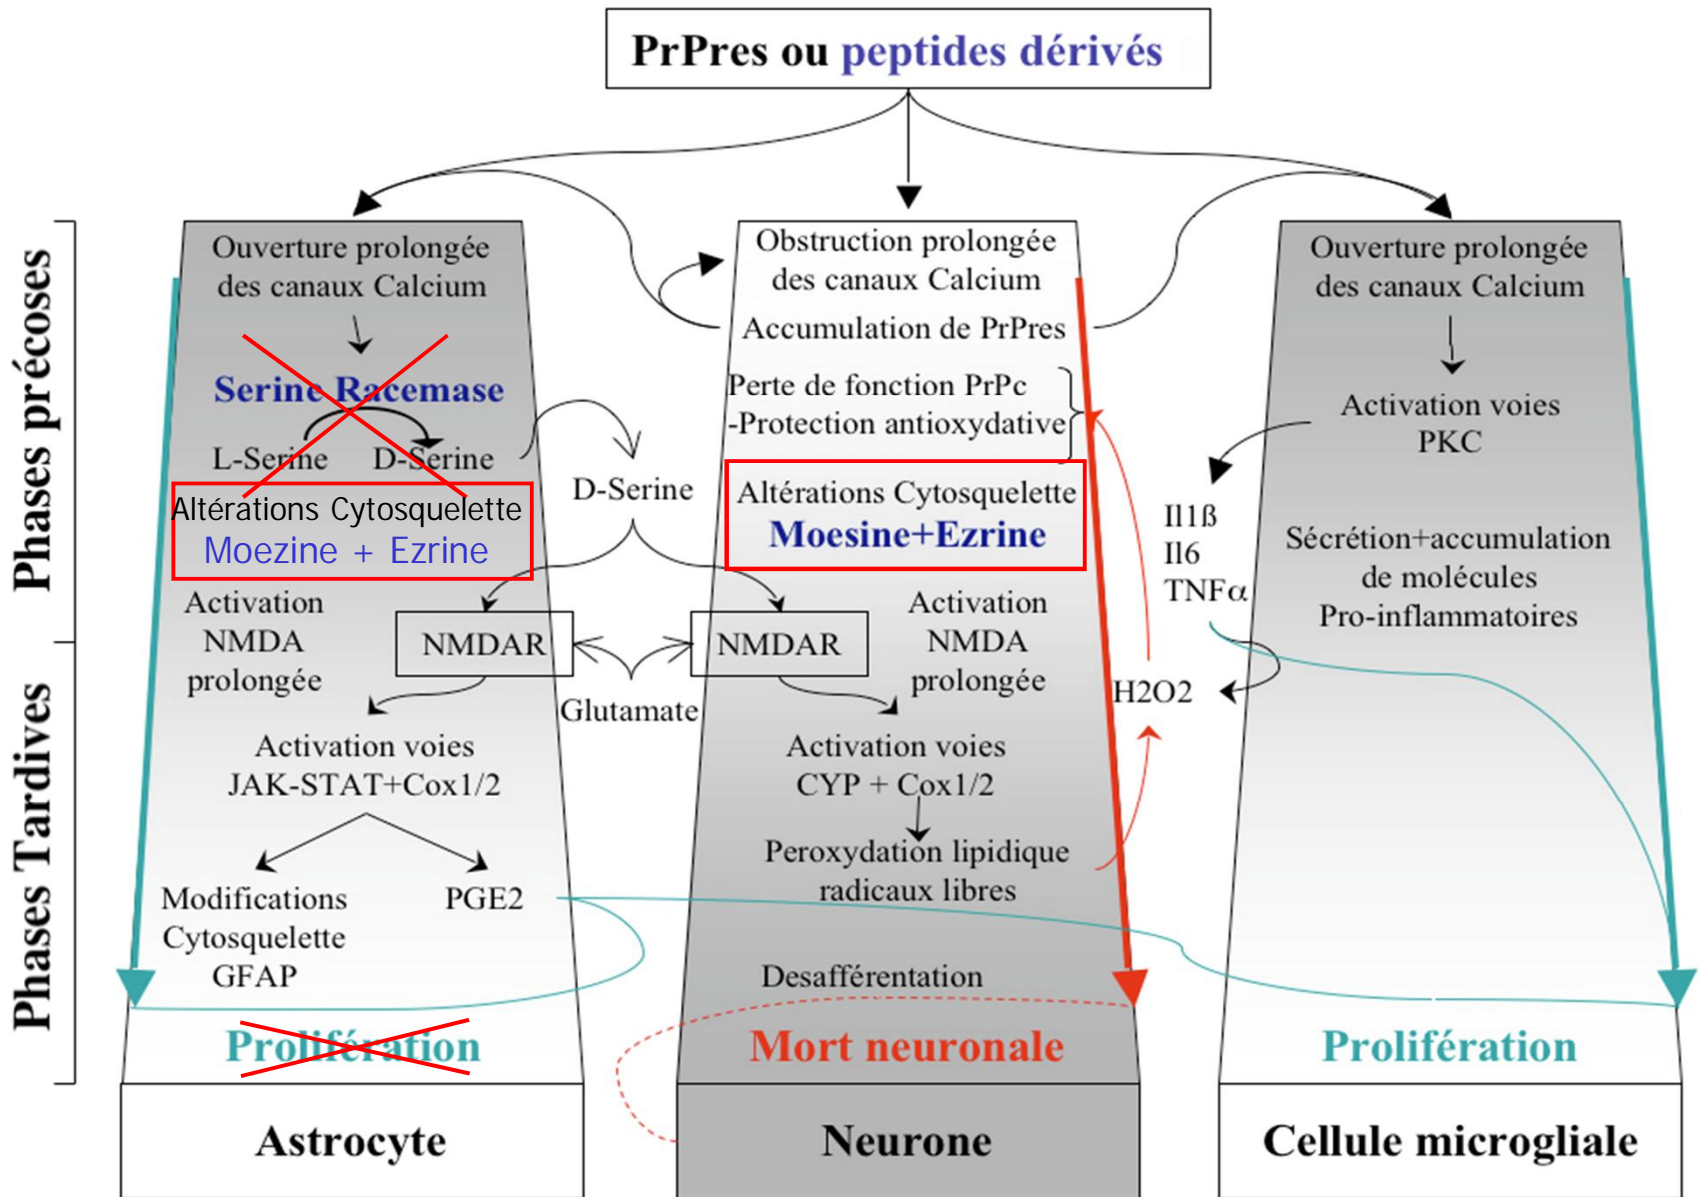 PrPres ou peptides dérivés
Phases précoses
Phases Tardives
Ouverture prolongée
des canaux Calcium
Serine Racemase
L-Serine D-Serine
Altérations Cytosquelette
Moezine + Ezrine
Activation
NMDA
prolongée
NMDAR
Activation voies
JAK-STAT+Cox1/2
Modifications
Cytosquelette
GFAP
PGE2
Prolifération
Astrocyte
D-Serine
Glutamate
Obstruction prolongée
des canaux Calcium
Accumulation de PrPres
Perte de fonction PrPc
-Protection antioxydative
Altérations Cytosquelette
Moesine+Ezrine
NMDAR
Activation
NMDA
prolongée
Activation voies
CYP + Cox1/2
Peroxydation lipidique
radicaux libres
Desafférentation
Mort neuronale
Neurone
Il1ß
Il6
TNFα
H2O2
Ouverture prolongée
des canaux Calcium
Activation voies
PKC
Sécrétion+accumulation
de molécules
Pro-inflammatoires
Prolifération
Cellule microgliale